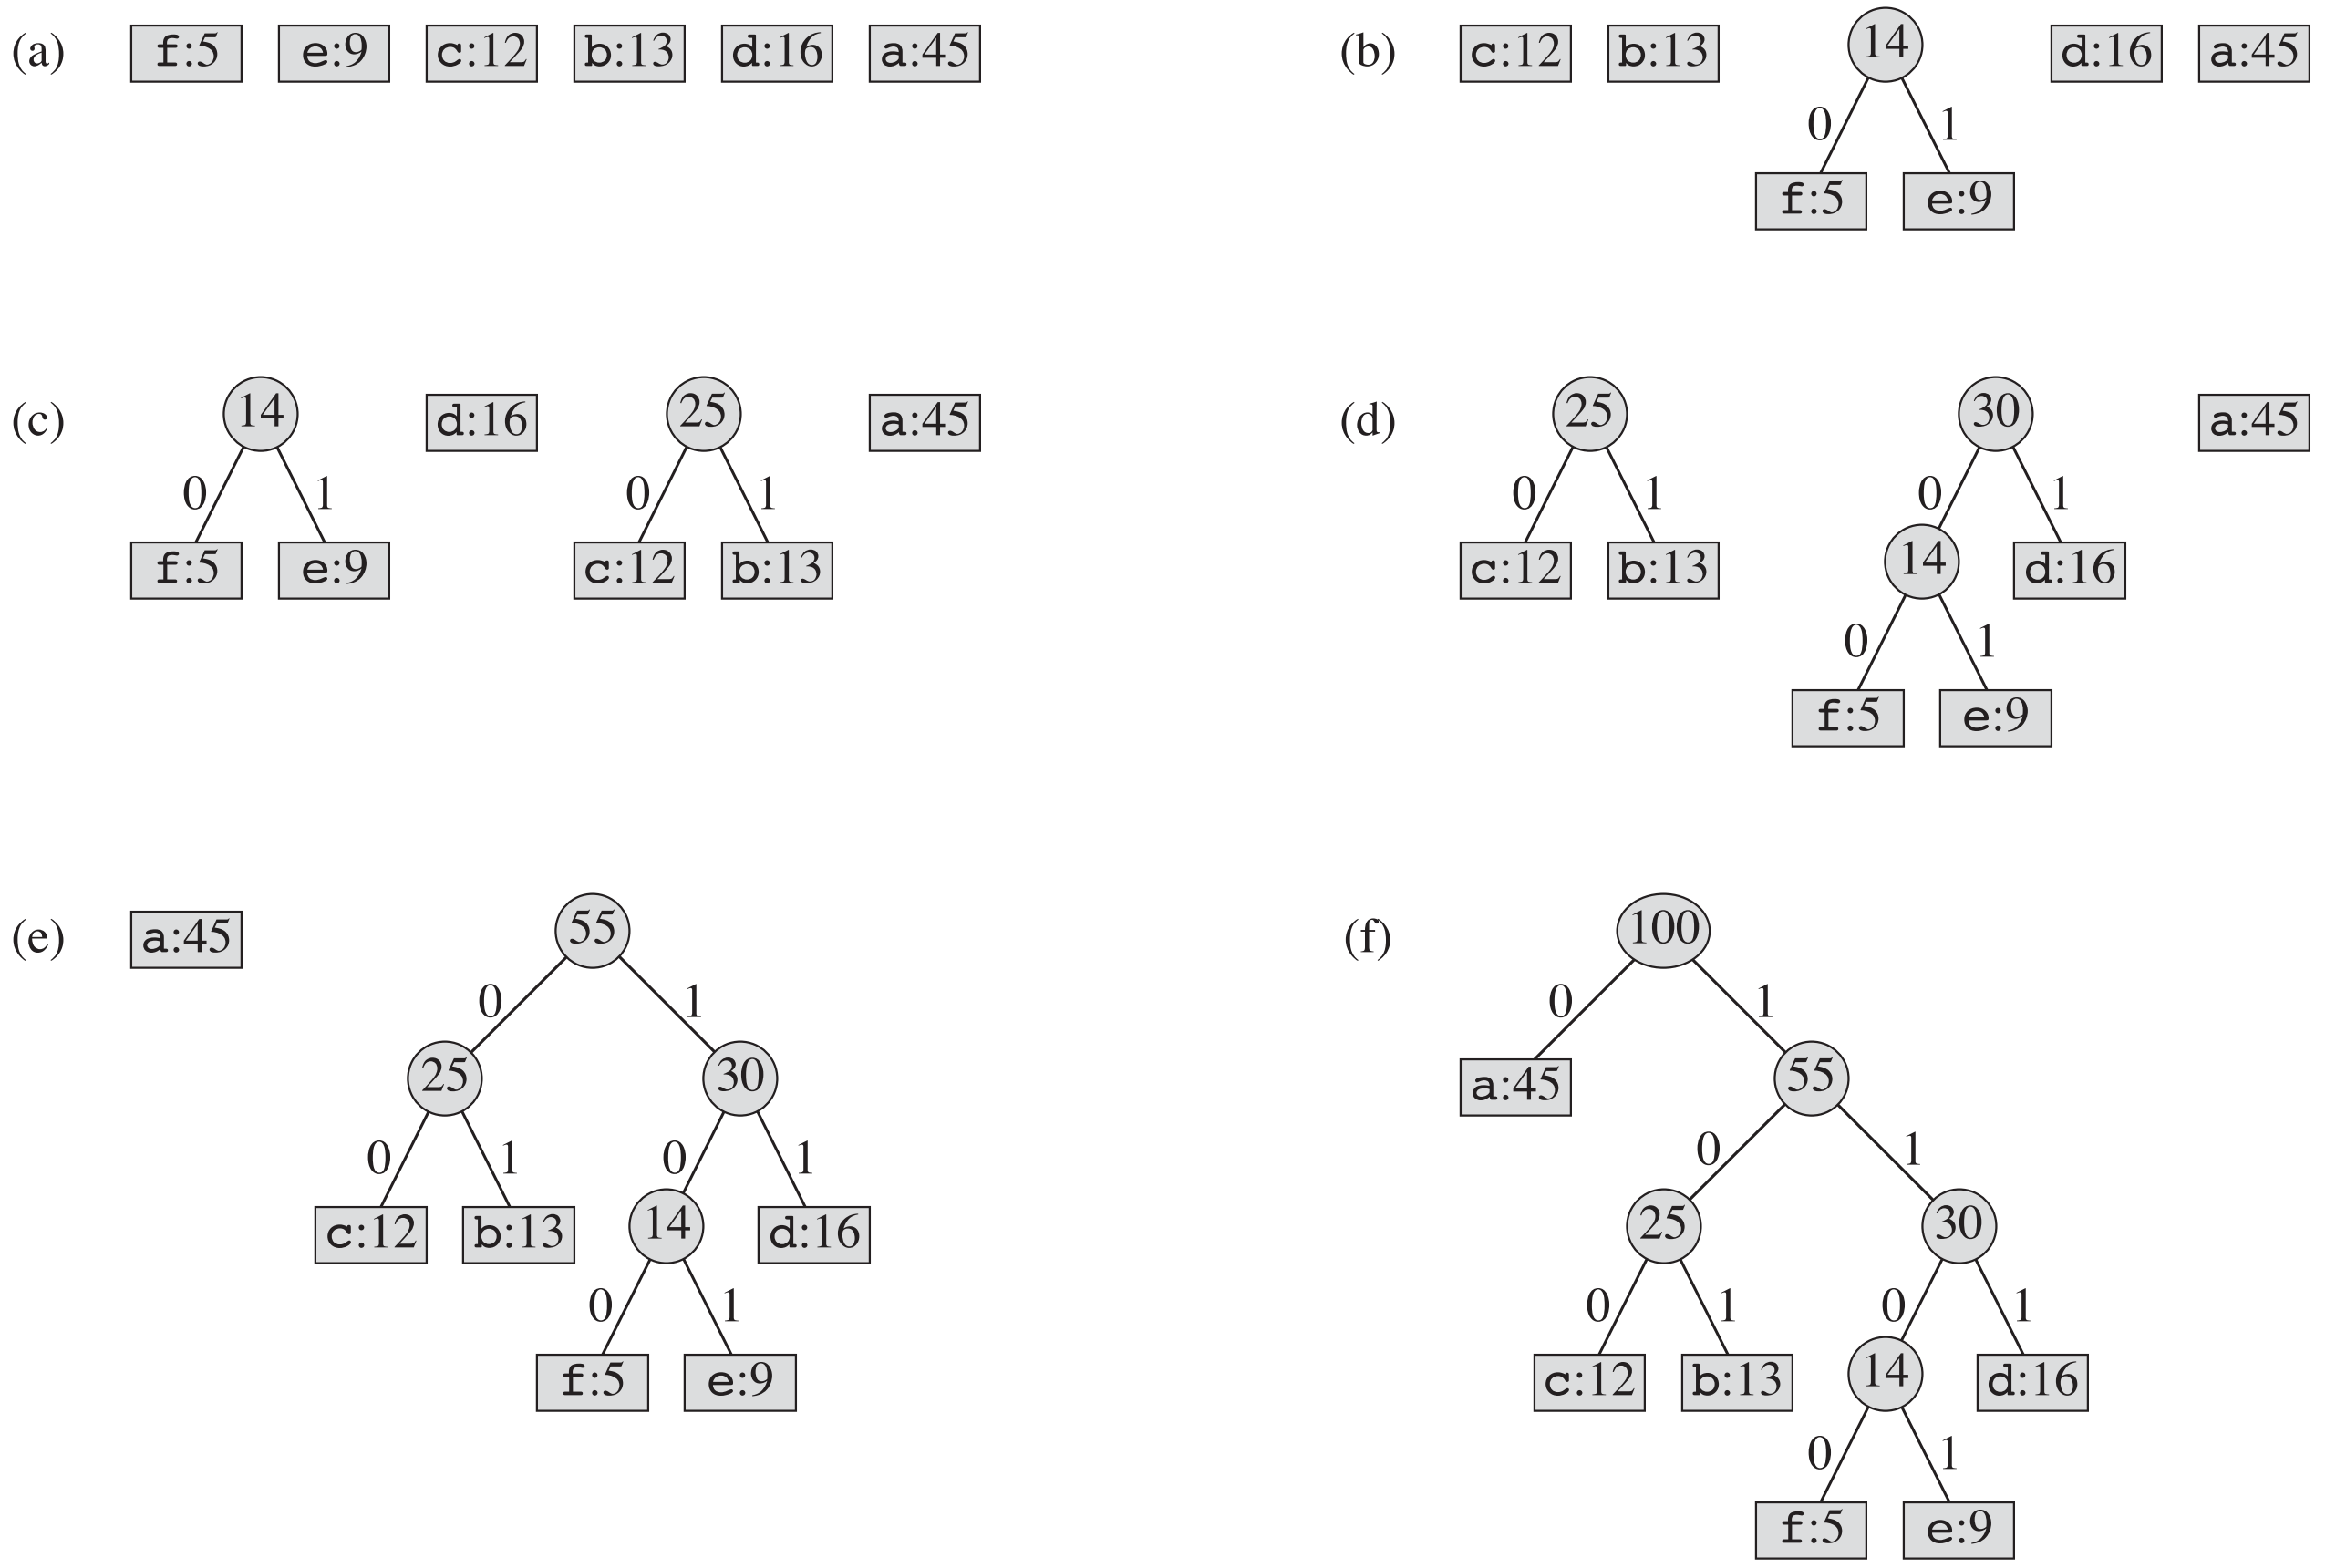 (a) f:5 e:9 c:12 b:13 d:16 a:45
(b) c:12 b:13 14 d:16 a:45
0 1
f:5 e:9
(c) 14 d:16 25 a:45
0 1 0 1
f:5 e:9 c:12 b:13
(d) 25 30 a:45
0 1 0 1
c:12 b:13 14 d:16
0 1
f:5 e:9
(e) a:45 55
0 1
25 30
0 1 0 1
c:12 b:13 14 d:16
0 1
f:5 e:9
(f) 100
0 1
a:45 55
0 1
25 30
0 1 0 1
c:12 b:13 14 d:16
0 1
f:5 e:9